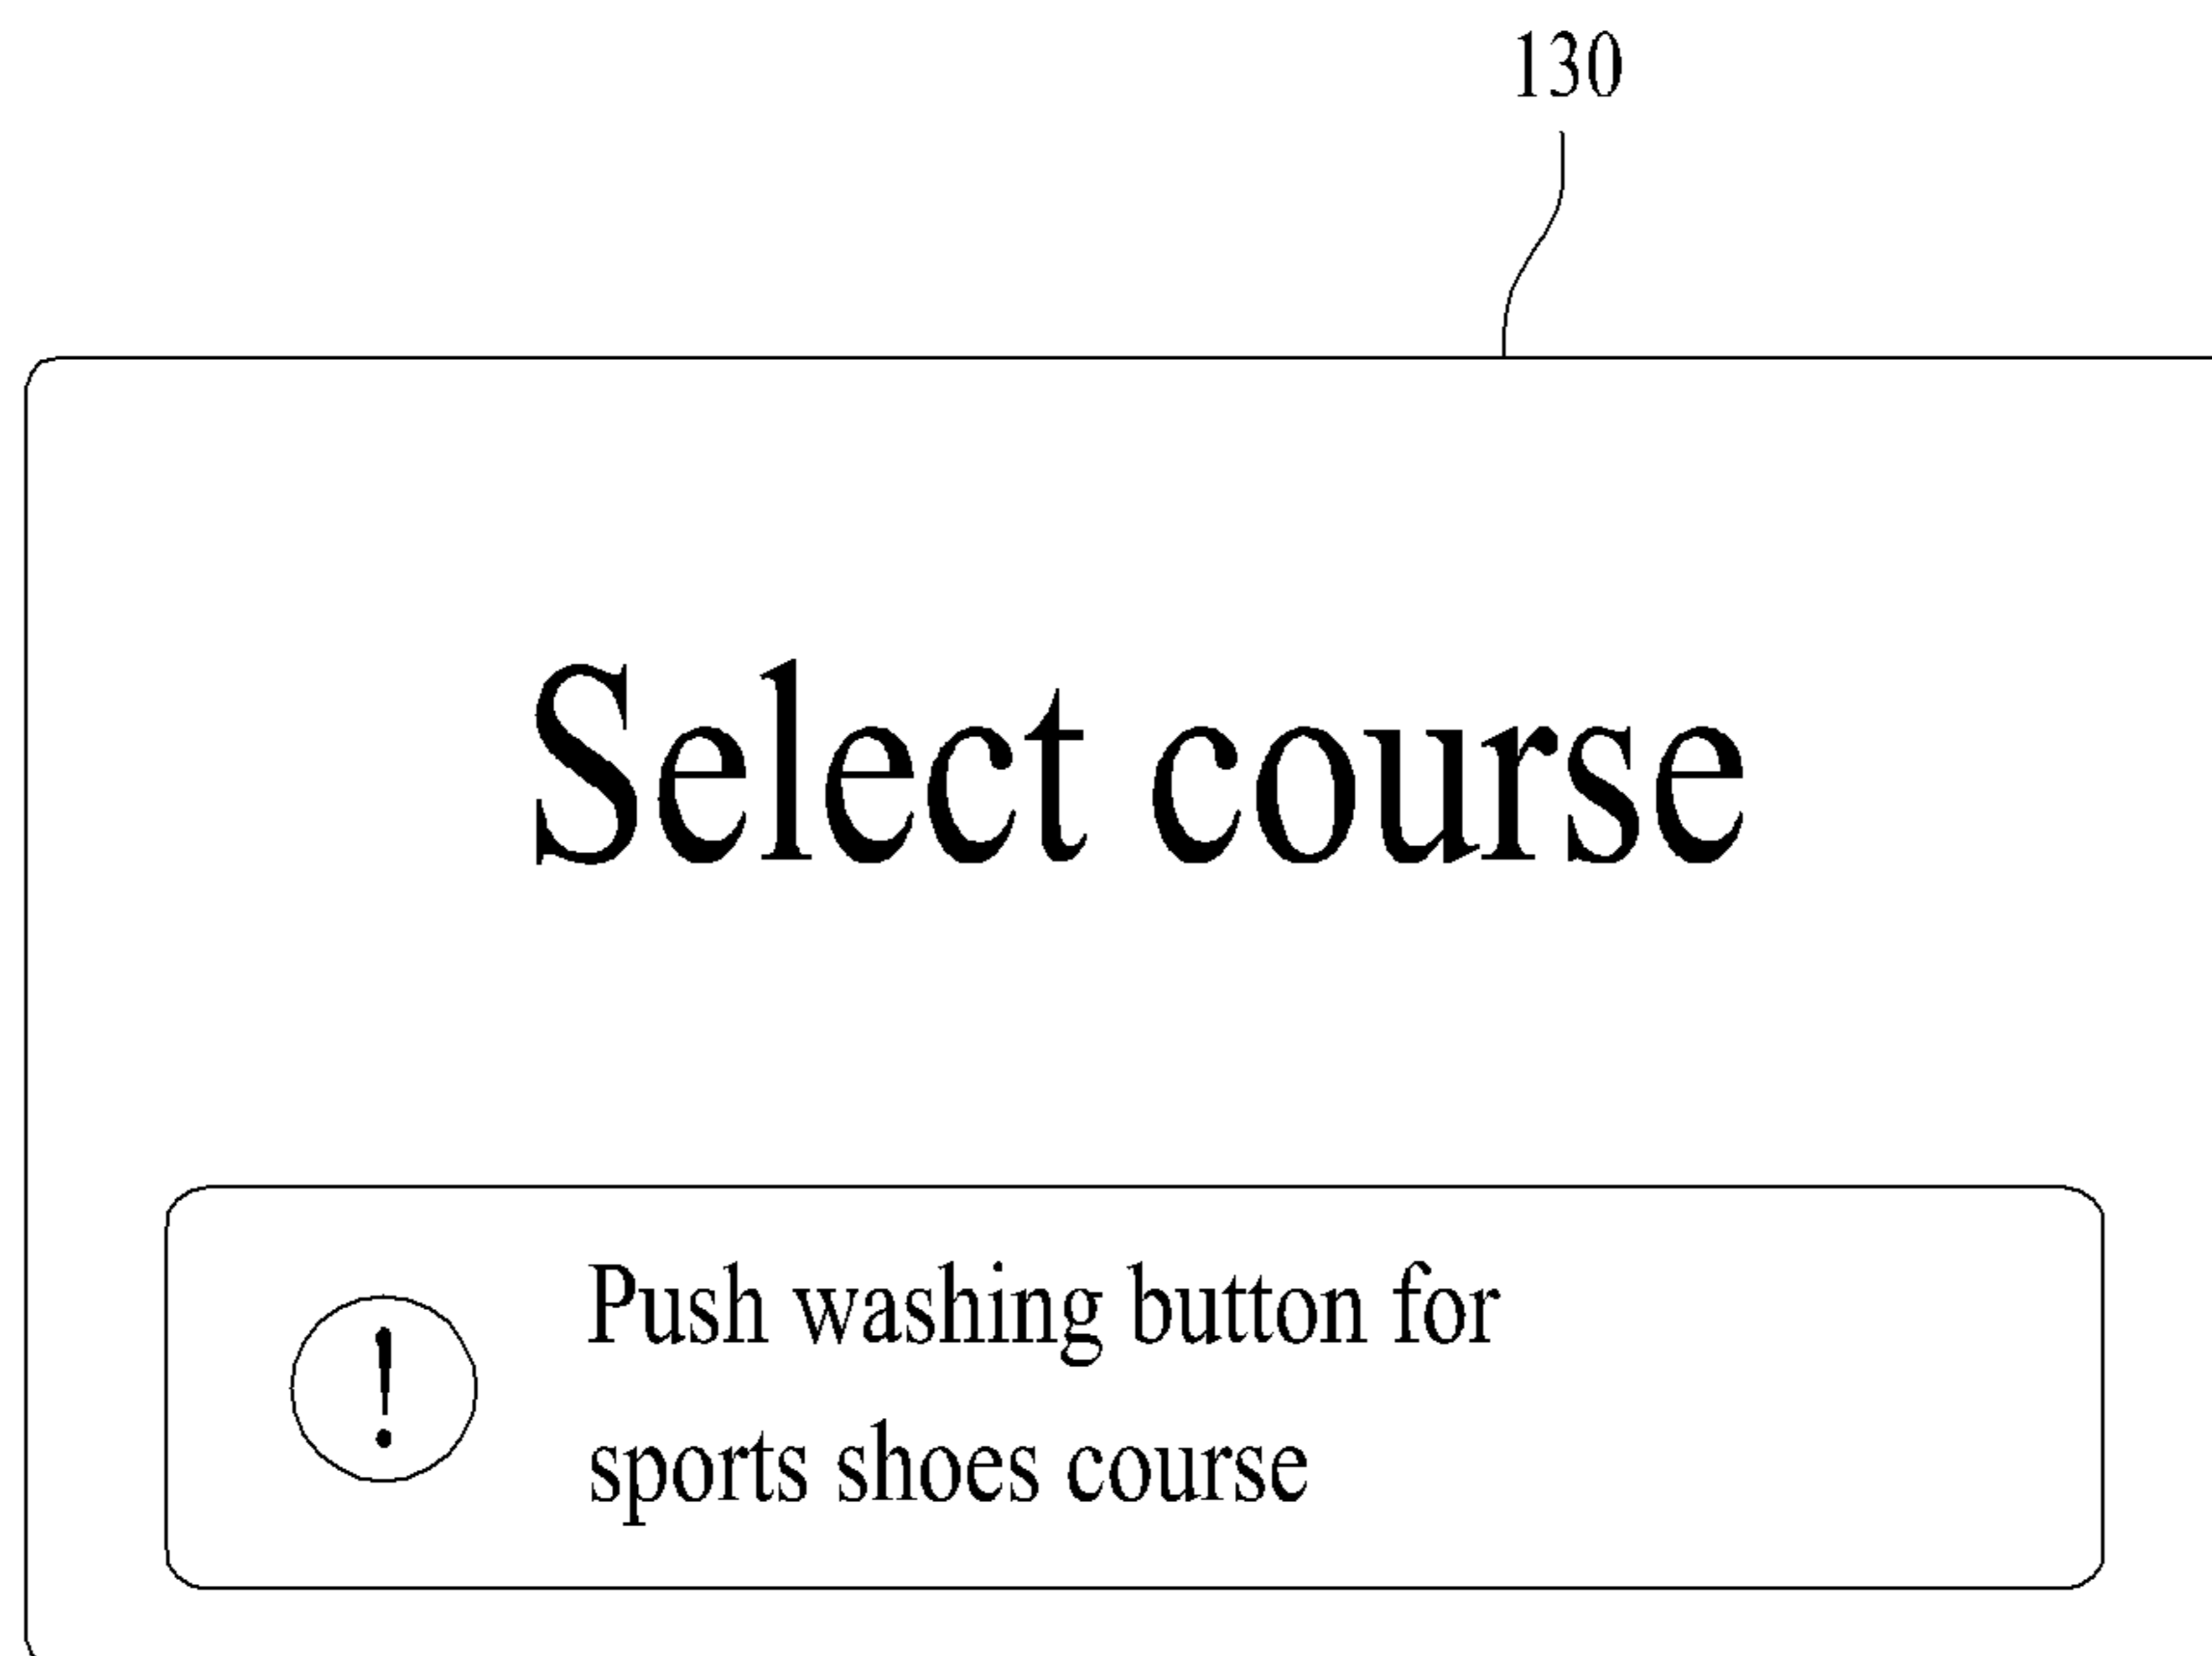 130
Select course
!
Push washing button for
sports shoes course